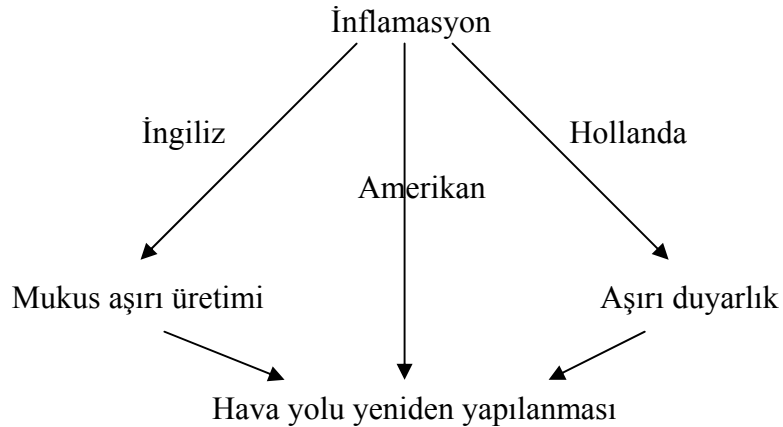 İnflamasyon
İngiliz
Hollanda
Amerikan
Mukus aşırı üretimi
Aşırı duyarlık
Hava yolu yeniden yapılanması